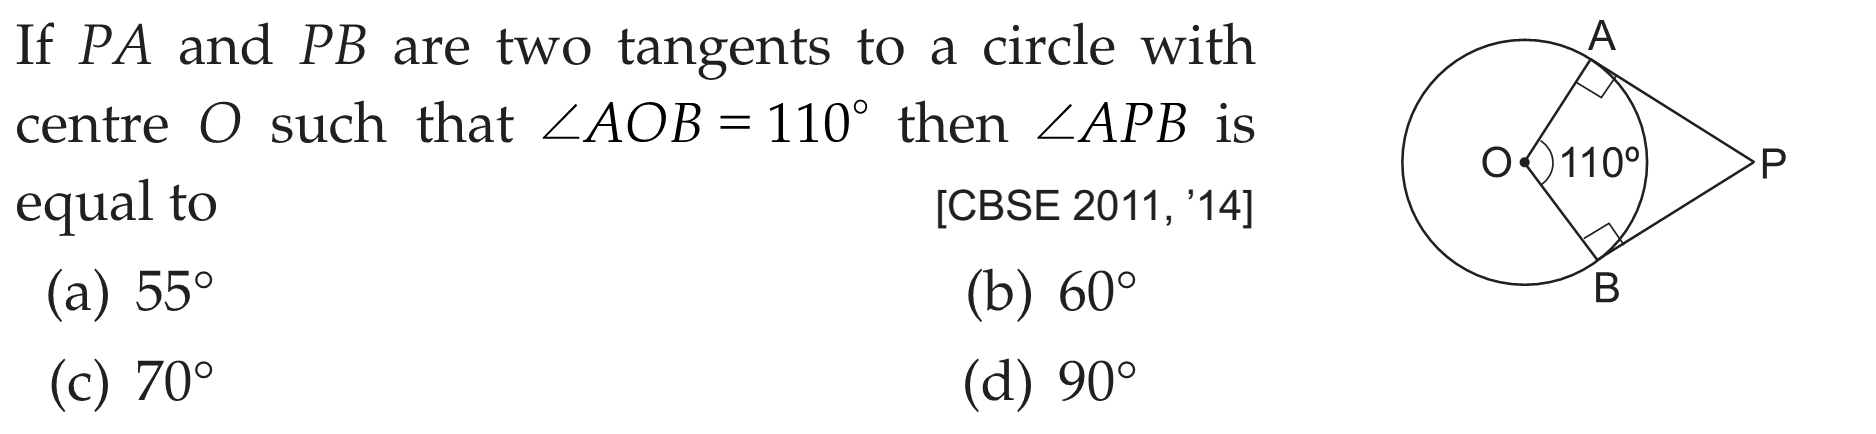 If PA and PB are two tangents to a circle with
centre O such that ∠AOB = 110° then ∠APB is
equal to [CBSE 2011, ’14]
(a) 55° (b) 60°
(c) 70° (d) 90°
A
O 110º P
B